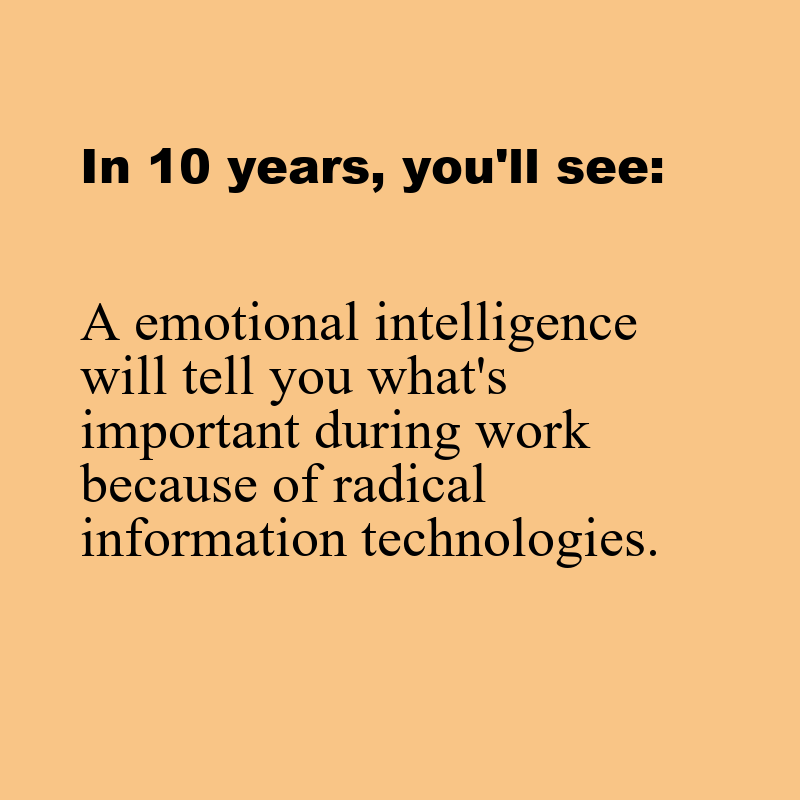 In 10 years, you'll see:
A emotional intelligence
will tell you what's
important during work
because of radical
information technologies.